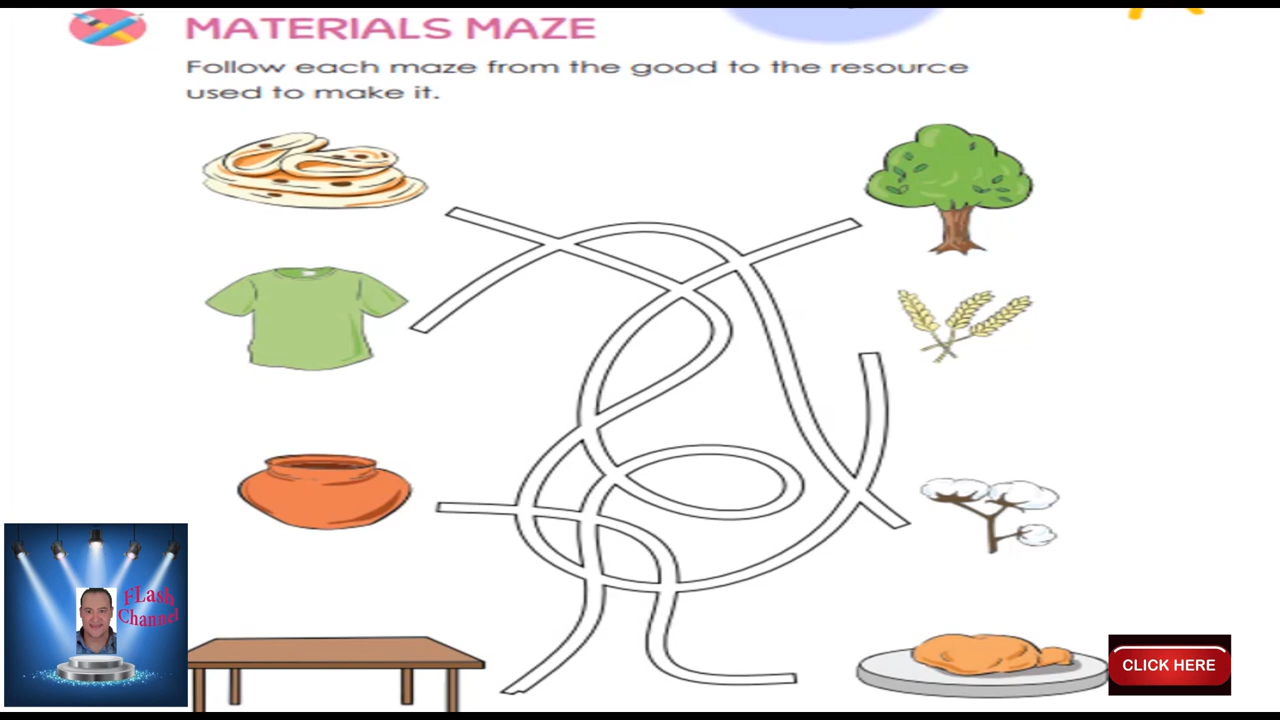 MATERIALS MAZE
Follow each maze from the good to the resource
used to make it.
FLash
Channel
CLICK HERE